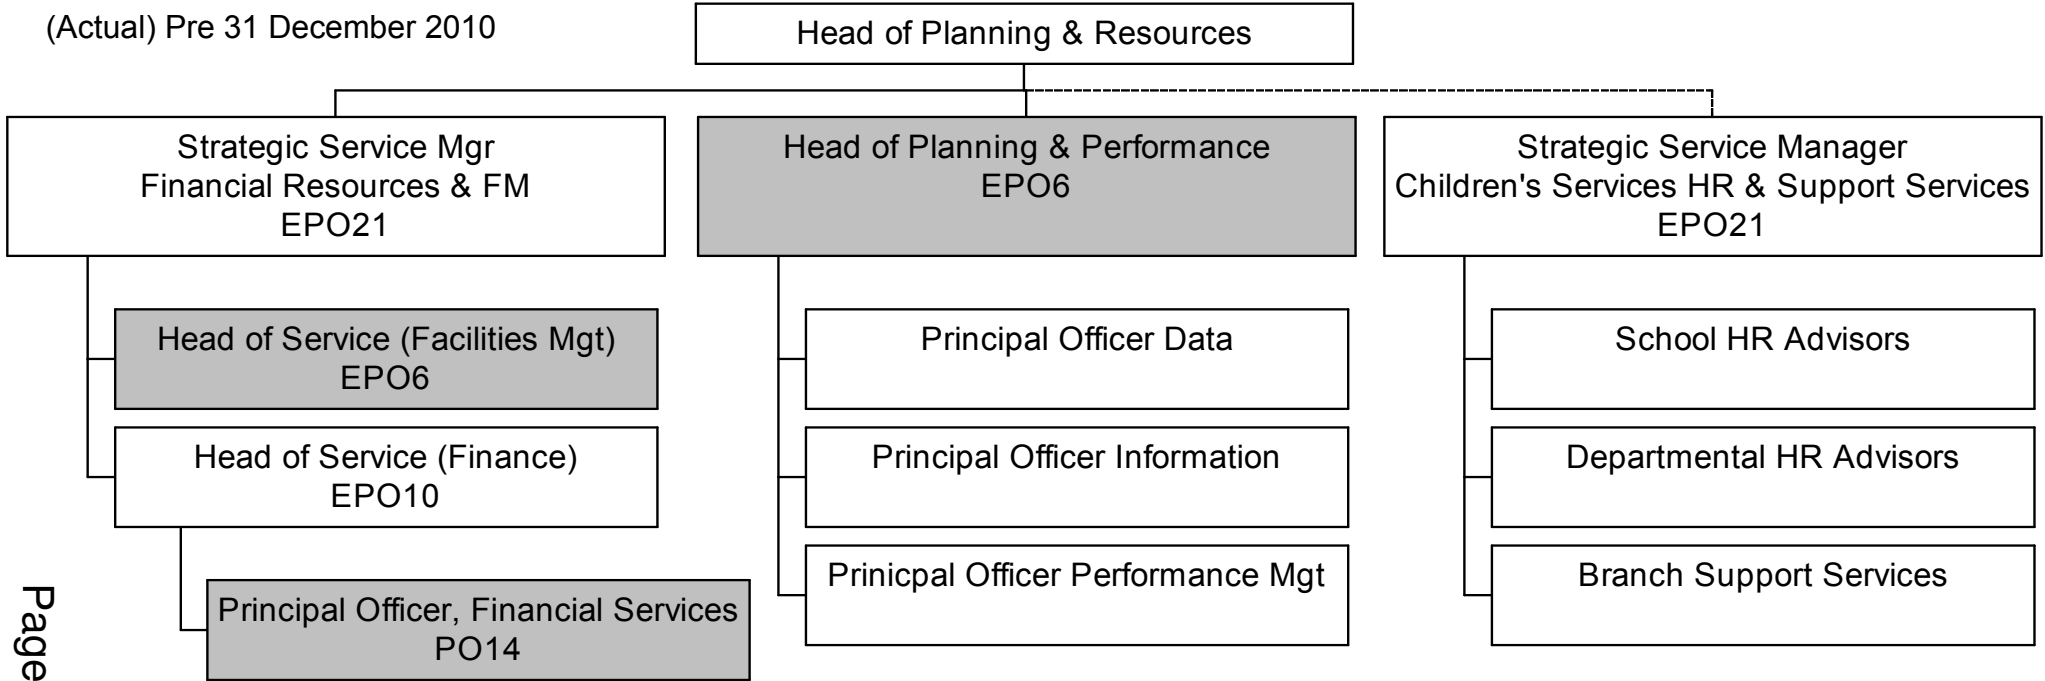 (Actual) Pre 31 December 2010
Head of Planning & Resources
Strategic Service Mgr
Financial Resources & FM
EPO21
Head of Planning & Performance
EPO6
Strategic Service Manager
Children's Services HR & Support Services
EPO21
Head of Service (Facilities Mgt)
EPO6
Head of Service (Finance)
EPO10
Principal Officer, Financial Services
PO14
Principal Officer Data
Principal Officer Information
Prinicpal Officer Performance Mgt
School HR Advisors
Departmental HR Advisors
Branch Support Services
Page